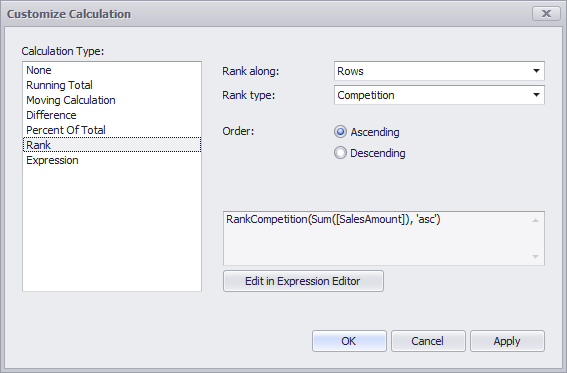 Customize Calculation
Calculation Type:
None
Running Total
Moving Calculation
Difference
Percent Of Total
Rank
Expression
Rank along:
Rows
Rank type:
Competition
Order:
Ascending
Descending
RankCompetition(Sum([SalesAmount]), 'asc')
Edit in Expression Editor
OK
Cancel
Apply